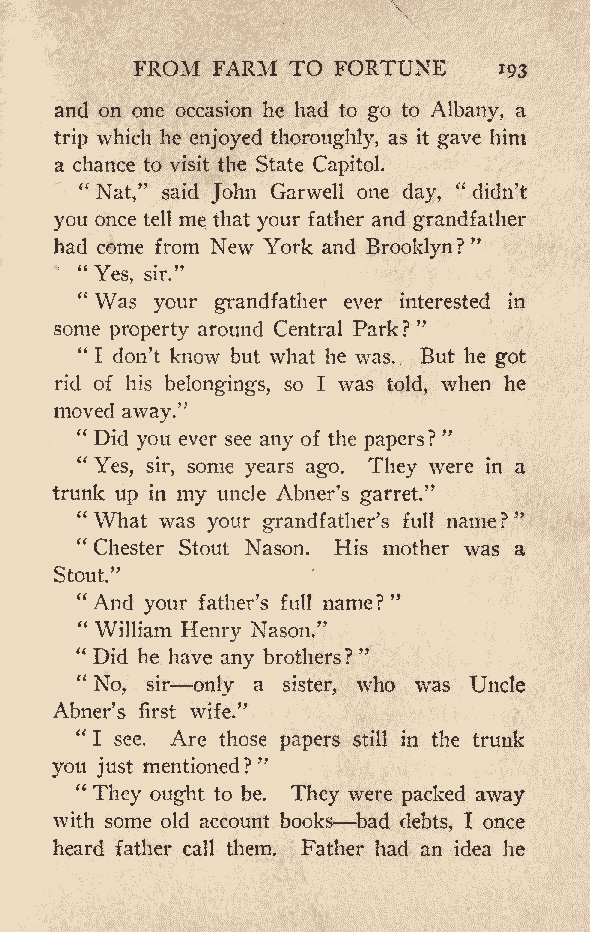 FROM FARM TO FORTUNE 193
and on one occasion he had to go to Albany, a
trip which he enjoyed thoroughly, as it gave him
a chance to visit the State Capitol.
“ Nat,” said John Garwell one day, “ didn’t
you once tell me that your father and grandfather
had come from New York and Brooklyn? ”
“ Yes, sir.”
“ Was your grandfather ever interested in
some property around Central Park? ”
“ I don’t know but what he was. But he got
rid of his belongings, so I was told, when he
moved away.”
“ Did you ever see any of the papers? ”
“ Yes, sir, some years ago. They were in a
trunk up in my uncle Abner’s garret.”
“ What was your grandfather’s full name? ”
“ Chester Stout Nason. His mother was a
Stout.”
“ And your father’s full name? ”
“ William Henry Nason.”
“ Did he have any brothers? ”
“ No, sir—only a sister, who was Uncle
Abner’s first wife.”
“ I see. Are those papers still in the trunk
you just mentioned? ”
“ They ought to be. They were packed away
with some old account books—bad debts, I once
heard father call them. Father had an idea he